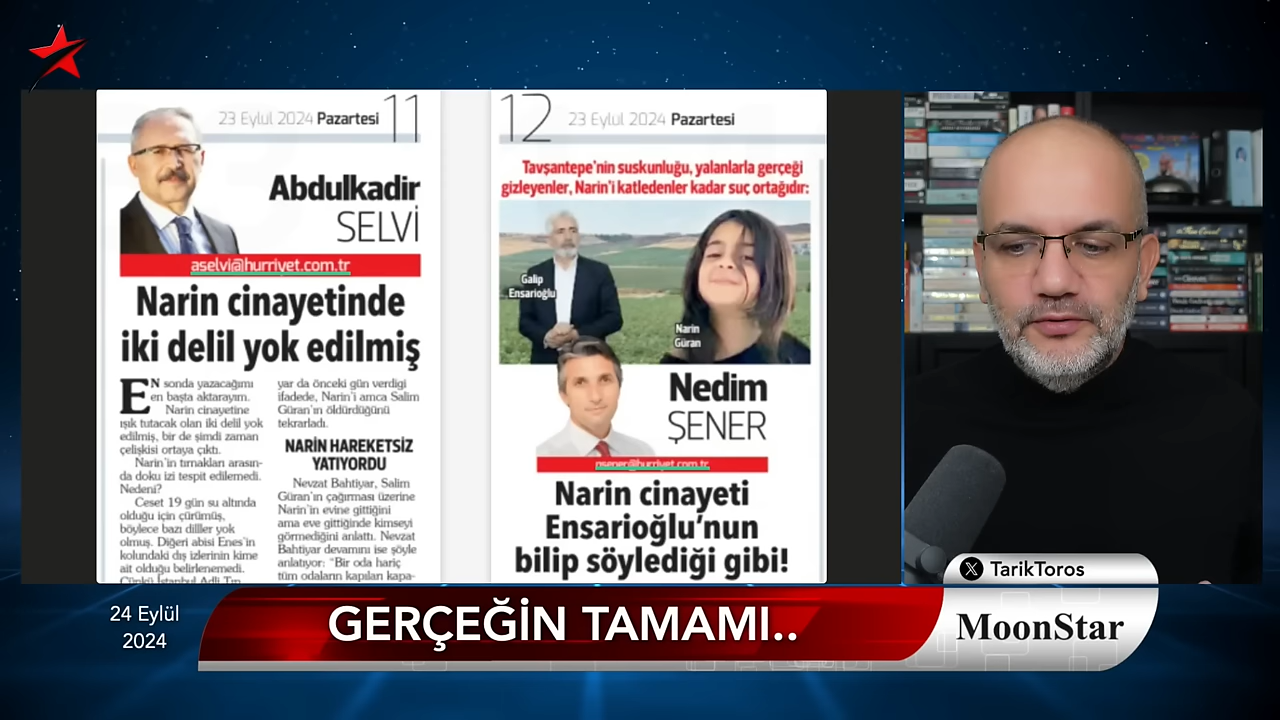 23 Eylül 2024 Pazartesi 11
Abdulkadir
SELVİ
aselvi@hurriyet.com.tr
Narin cinayetinde
iki delil yok edilmiş
EN sonda yazacağımı
en başta aktarayım.
Narin cinayetine
ışık tutacak olan iki delil yok
edilmiş, bir de şimdi zaman
çelişkisi ortaya çıktı.
Narin'in tırnakları arasın-
da doku izi tespit edilemedi.
Nedeni?
Ceset 19 gün su altında
olduğu için çürümüş,
böylece bazı dilller yok
olmuş. Diğeri abisi Enes'in
kolundaki dış izlerinin kime
ait olduğu belirlenemedi.
Çünkü İstanbul Adli Tıp
yar da önceki gün verdigi
ifadede, Narin'i amca Salim
Güran'ın öldürdüğünü
tekrarladı.
NARİN HAREKETSİZ
YATIYORDU
Nevzat Bahtiyar, Salim
Güran'ın çağırması üzerine
Narin'in evine gittiğini
ama eve gittiğinde kimseyi
görmediğini anlattı. Nevzat
Bahtiyar devamını ise şöyle
anlatıyor: "Bir oda hariç
tüm odaların kapıları kapa-
12 23 Eylül 2024 Pazartesi
Tavşantepe'nin suskunluğu, yalanlarla gerçeği
gizleyenler, Narin'i katledenler kadar suç ortağıdır:
Galip
Ensarioğlu
Narin
Güran
Nedim
ŞENER
nsener@hurriyet.com.tr
Narin cinayeti
Ensarioğlu'nun
bilip söylediği gibi!
X TarikToros
24 Eylül
2024
GERÇEĞİN TAMAMI..
MoonStar